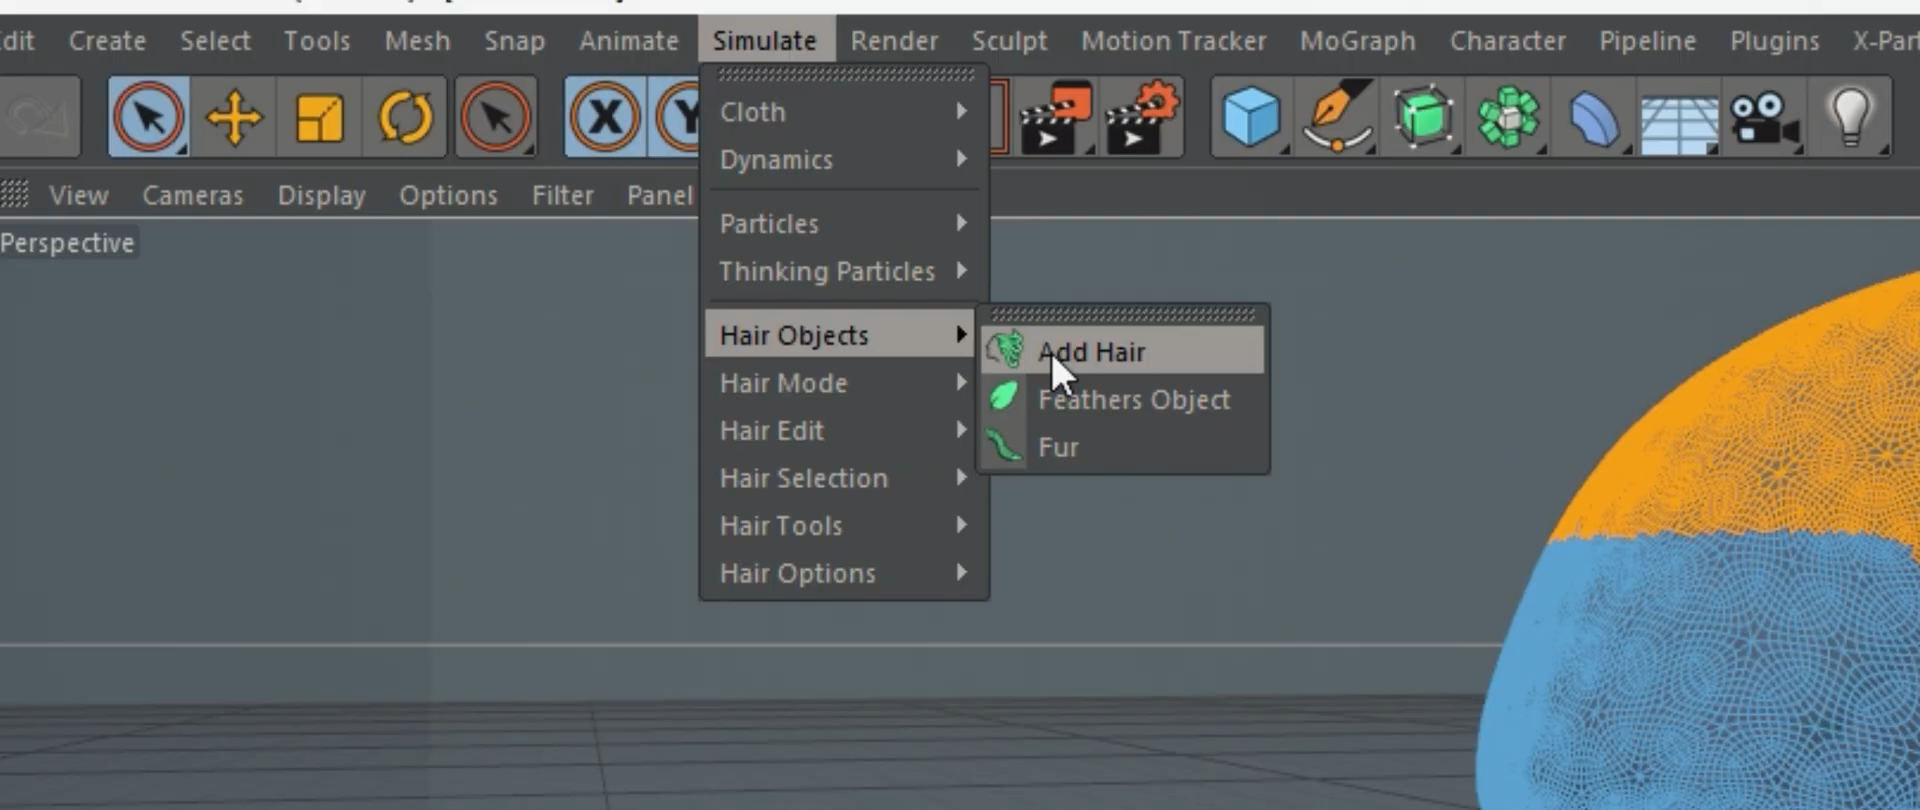 dit Create Select Tools Mesh Snap Animate Simulate Render Sculpt Motion Tracker MoGraph Character Pipeline Plugins X-Part
X Y
View Cameras Display Options Filter Panel
Perspective
Cloth
Dynamics
Particles
Thinking Particles
Hair Objects
Add Hair
Feathers Object
Fur
Hair Mode
Hair Edit
Hair Selection
Hair Tools
Hair Options